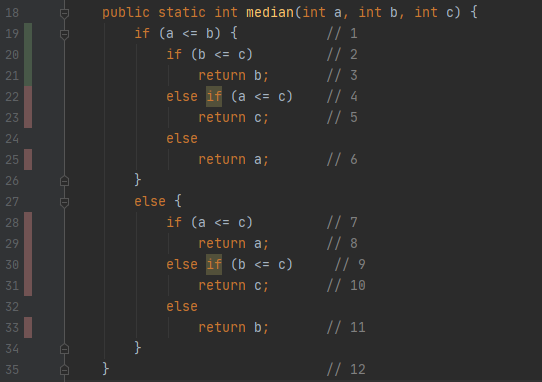 18 public static int median(int a, int b, int c) {
19 if (a <= b) { // 1
20 if (b <= c) // 2
21 return b; // 3
22 else if (a <= c) // 4
23 return c; // 5
24 else
25 return a; // 6
26 }
27 else {
28 if (a <= c) // 7
29 return a; // 8
30 else if (b <= c) // 9
31 return c; // 10
32 else
33 return b; // 11
34 }
35 } // 12